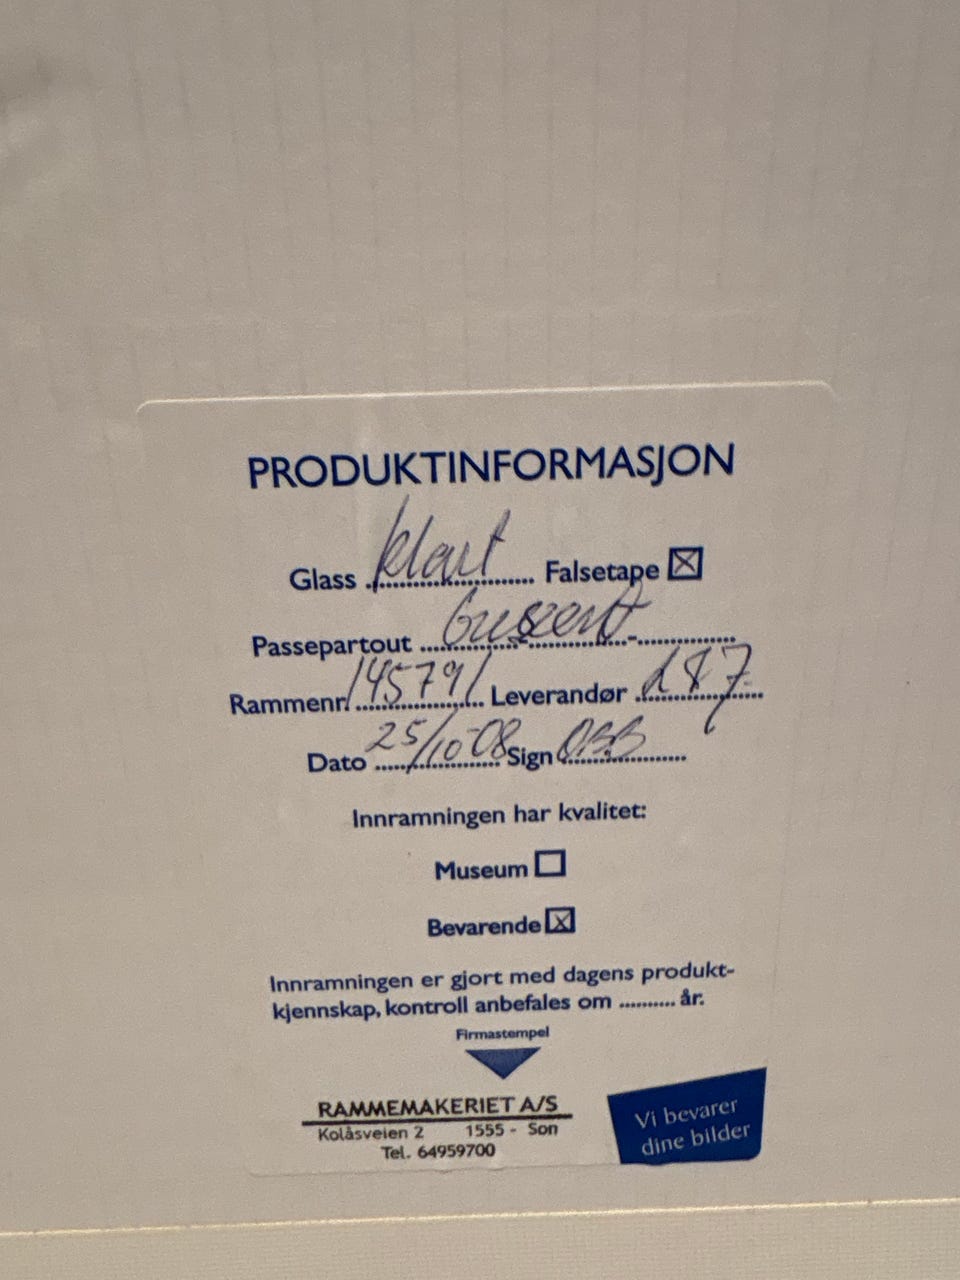 PRODUKTINFORMASJON
Glass klart Falsetape ☒
Passepartout Crescent
Rammenr. 145791 Leverandør
Dato 25/10-08 Sign OBB
Innramningen har kvalitet:
Museum ☐
Bevarende ☒
Innramningen er gjort med dagens produkt-
kjennskap, kontroll anbefales om .......... år.
Firmastempel
RAMMEMAKERIET A/S
Kolåsveien 2 1555 - Son
Tel. 64959700
Vi bevarer
dine bilder